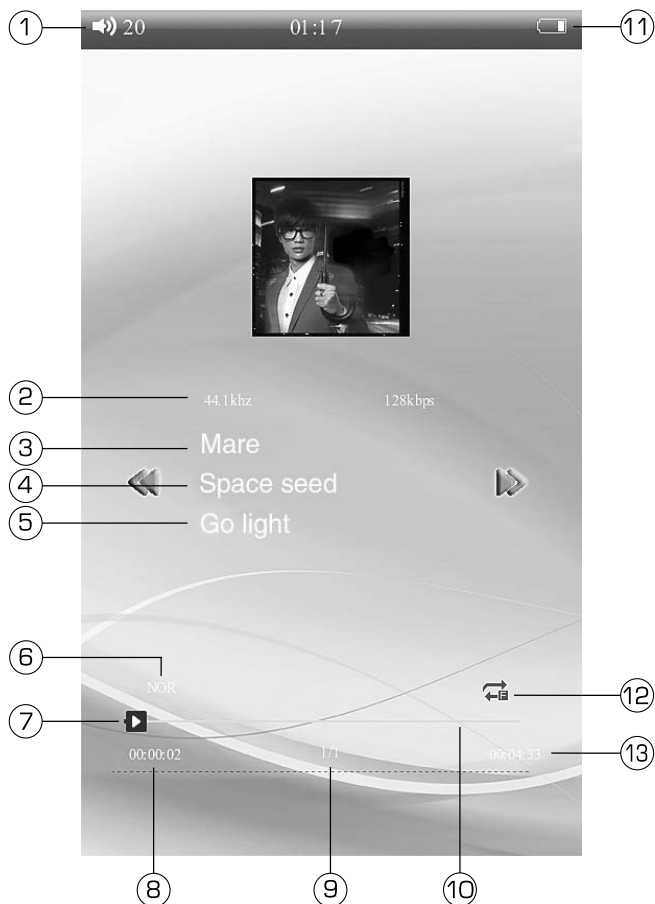 ① 20 01:17 ⑪
② 44.1khz 128kbps
③ Mare
④ Space seed
⑤ Go light
⑥ NOR
⑫ E
⑦
00:00:02 1/1 00:04:33 ⑬
⑧ ⑨ ⑩